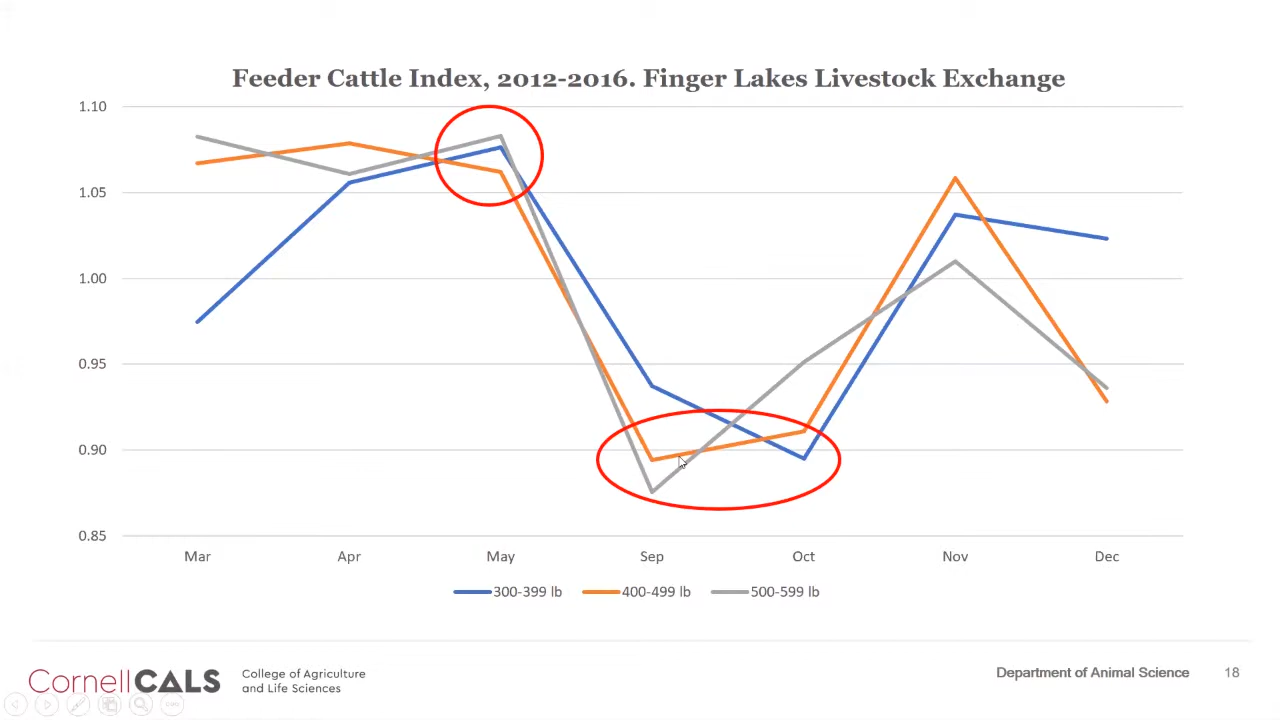 Feeder Cattle Index, 2012-2016. Finger Lakes Livestock Exchange
1.10
1.05
1.00
0.95
0.90
0.85
Mar Apr May Sep Oct Nov Dec
300-399 lb 400-499 lb 500-599 lb
CornellCALS
College of Agriculture
and Life Sciences
Department of Animal Science 18